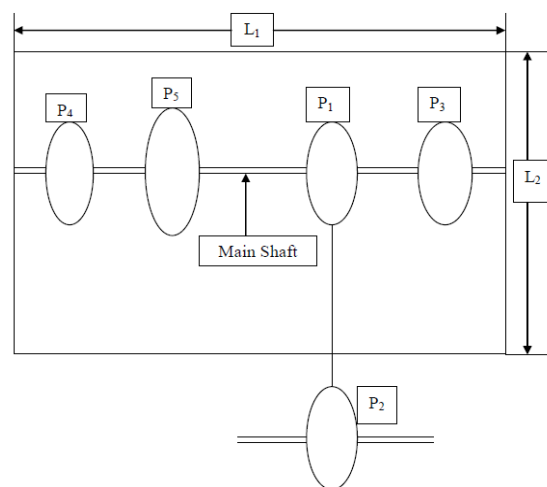 L₁
P₄
P₅
P₁
P₃
L₂
Main Shaft
P₂